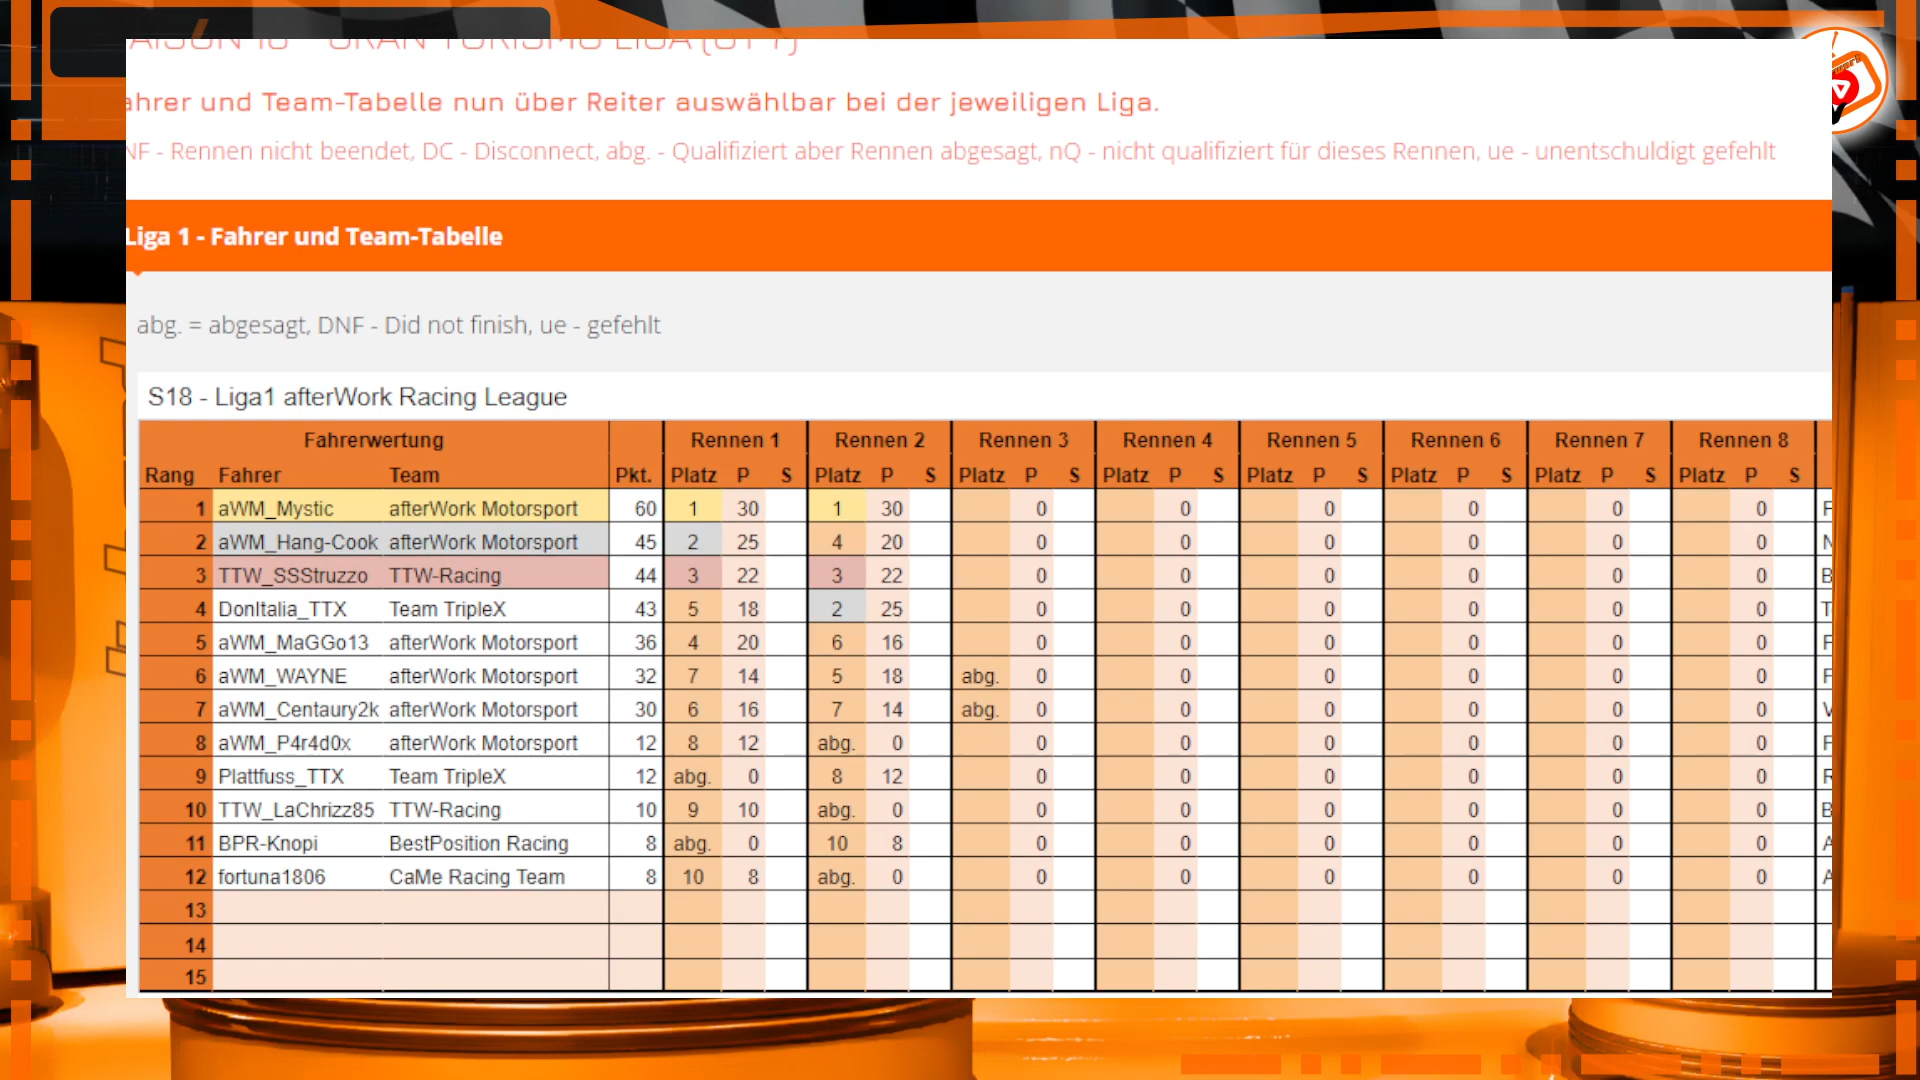 SAISON 18 - GRAN TURISMO LIGA (GT7)
ahrer und Team-Tabelle nun über Reiter auswählbar bei der jeweiligen Liga.
NF - Rennen nicht beendet, DC - Disconnect, abg. - Qualifiziert aber Rennen abgesagt, nQ - nicht qualifiziert für dieses Rennen, ue - unentschuldigt gefehlt
Liga 1 - Fahrer und Team-Tabelle
abg. = abgesagt, DNF - Did not finish, ue - gefehlt
S18 - Liga1 afterWork Racing League
Fahrerwertung Rennen 1 Rennen 2 Rennen 3 Rennen 4 Rennen 5 Rennen 6 Rennen 7 Rennen 8
Rang Fahrer Team Pkt. Platz P S Platz P S Platz P S Platz P S Platz P S Platz P S Platz P S Platz P S
1 aWM_Mystic afterWork Motorsport 60 1 30 1 30 0 0 0 0 0 0 F
2 aWM_Hang-Cook afterWork Motorsport 45 2 25 4 20 0 0 0 0 0 0 N
3 TTW_SSStruzzo TTW-Racing 44 3 22 3 22 0 0 0 0 0 0 B
4 DonItalia_TTX Team TripleX 43 5 18 2 25 0 0 0 0 0 0 T
5 aWM_MaGGo13 afterWork Motorsport 36 4 20 6 16 0 0 0 0 0 0 F
6 aWM_WAYNE afterWork Motorsport 32 7 14 5 18 abg. 0 0 0 0 0 0 F
7 aWM_Centaury2k afterWork Motorsport 30 6 16 7 14 abg. 0 0 0 0 0 0 V
8 aWM_P4r4d0x afterWork Motorsport 12 8 12 abg. 0 0 0 0 0 0 0 F
9 Plattfuss_TTX Team TripleX 12 abg. 0 8 12 0 0 0 0 0 0 R
10 TTW_LaChrizz85 TTW-Racing 10 9 10 abg. 0 0 0 0 0 0 0 B
11 BPR-Knopi BestPosition Racing 8 abg. 0 10 8 0 0 0 0 0 0 A
12 fortuna1806 CaMe Racing Team 8 10 8 abg. 0 0 0 0 0 0 0 A
13
14
15